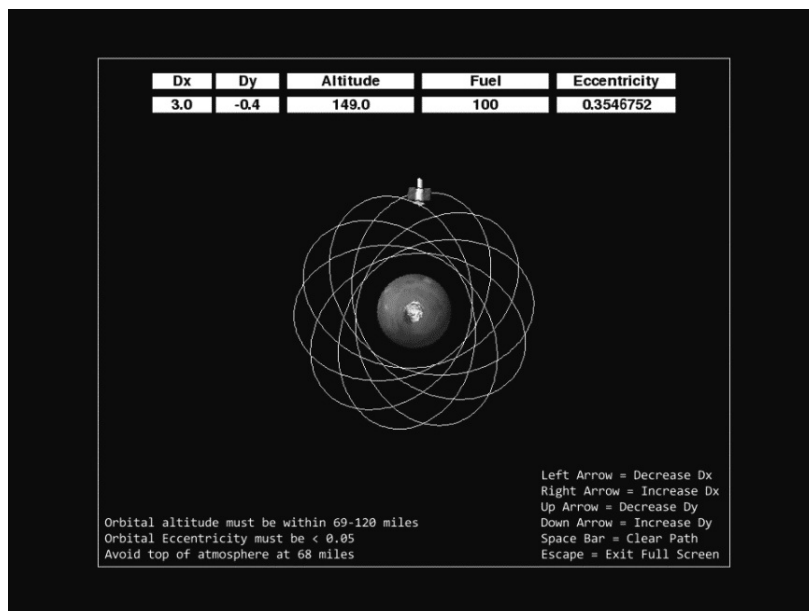 Dx Dy Altitude Fuel Eccentricity
3.0 -0.4 149.0 100 0.3546752
Left Arrow = Decrease Dx
Right Arrow = Increase Dx
Up Arrow = Decrease Dy
Down Arrow = Increase Dy
Space Bar = Clear Path
Escape = Exit Full Screen
Orbital altitude must be within 69-120 miles
Orbital Eccentricity must be < 0.05
Avoid top of atmosphere at 68 miles